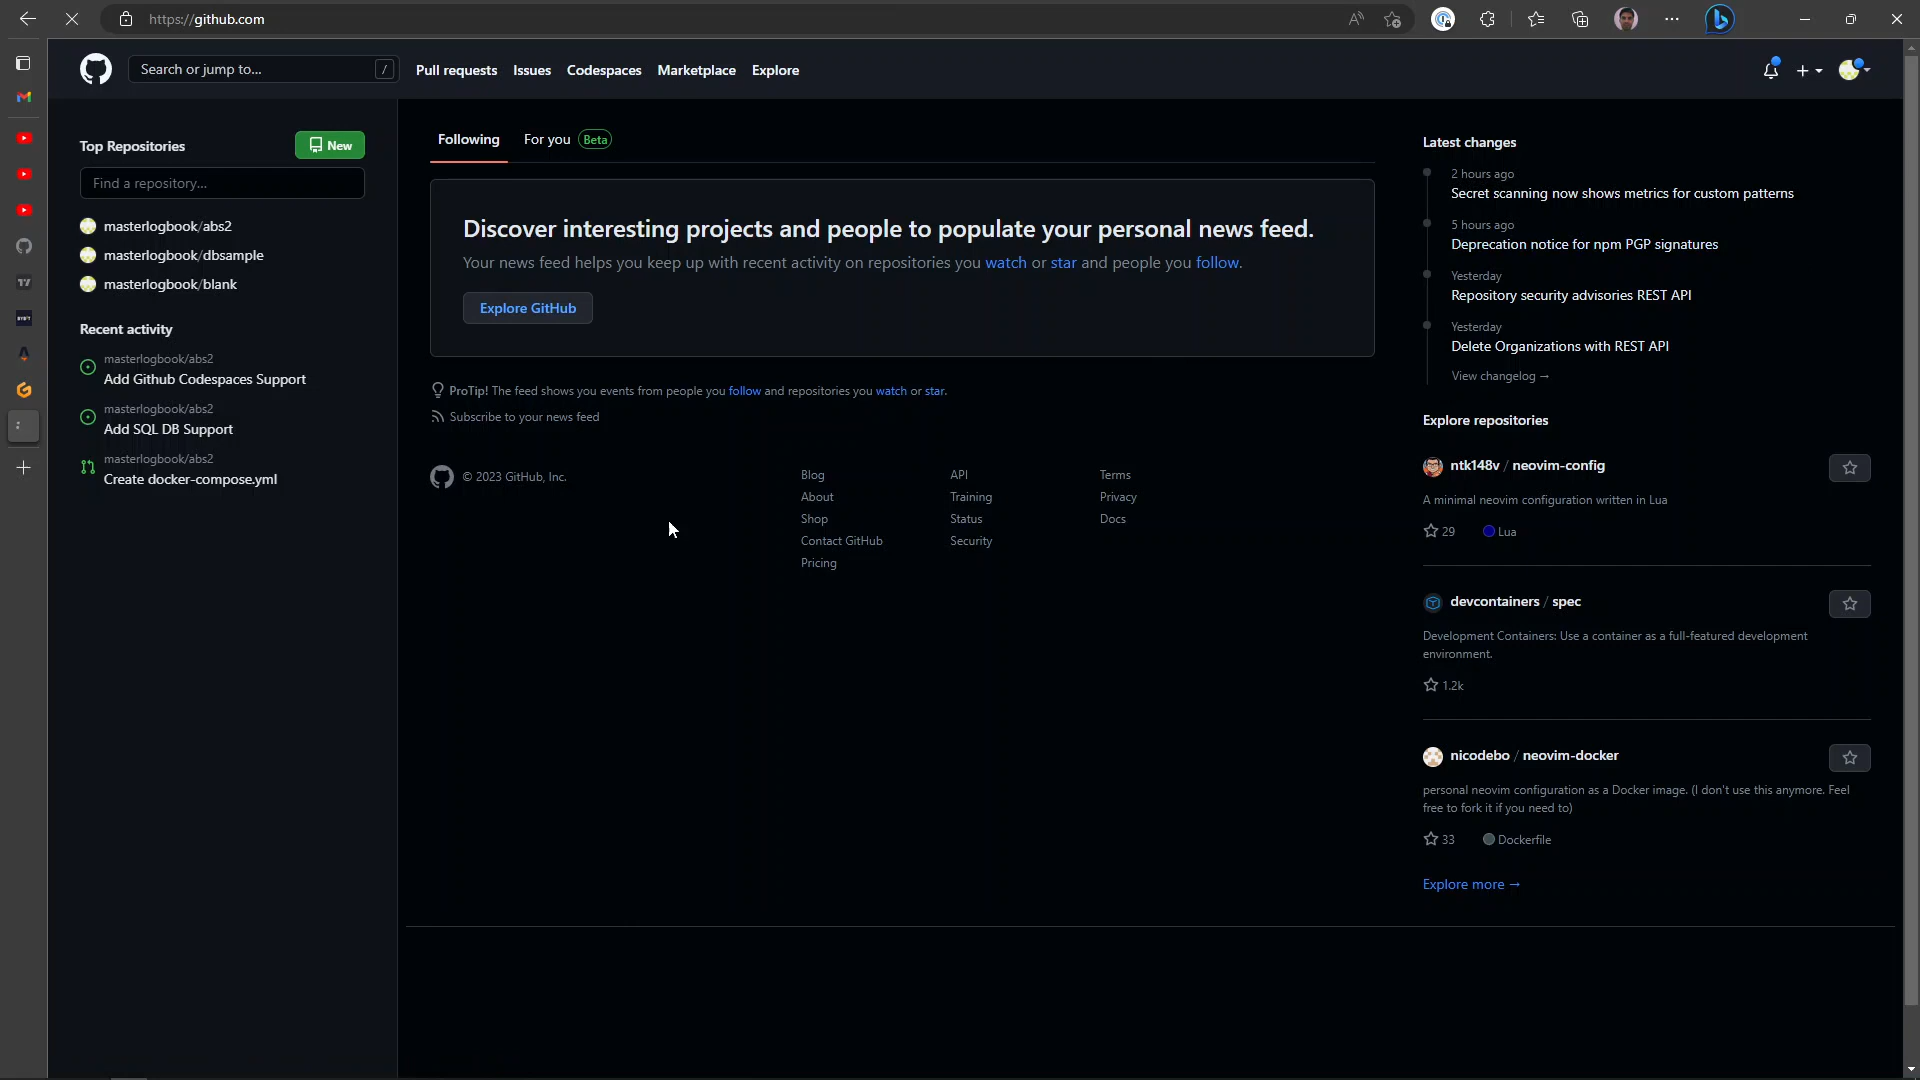 https://github.com
Search or jump to...
/
Pull requests
Issues
Codespaces
Marketplace
Explore
Top Repositories
New
Find a repository...
masterlogbook/abs2
masterlogbook/dbsample
masterlogbook/blank
Recent activity
masterlogbook/abs2
Add Github Codespaces Support
masterlogbook/abs2
Add SQL DB Support
masterlogbook/abs2
Create docker-compose.yml
Following
For you Beta
Discover interesting projects and people to populate your personal news feed.
Your news feed helps you keep up with recent activity on repositories you watch or star and people you follow.
Explore GitHub
ProTip! The feed shows you events from people you follow and repositories you watch or star.
Subscribe to your news feed
© 2023 GitHub, Inc.
Blog
About
Shop
Contact GitHub
Pricing
API
Training
Status
Security
Terms
Privacy
Docs
Latest changes
2 hours ago
Secret scanning now shows metrics for custom patterns
5 hours ago
Deprecation notice for npm PGP signatures
Yesterday
Repository security advisories REST API
Yesterday
Delete Organizations with REST API
View changelog →
Explore repositories
ntk148v / neovim-config
A minimal neovim configuration written in Lua
29 Lua
devcontainers / spec
Development Containers: Use a container as a full-featured development
environment.
1.2k
nicodebo / neovim-docker
personal neovim configuration as a Docker image. (I don't use this anymore. Feel
free to fork it if you need to)
33 Dockerfile
Explore more →